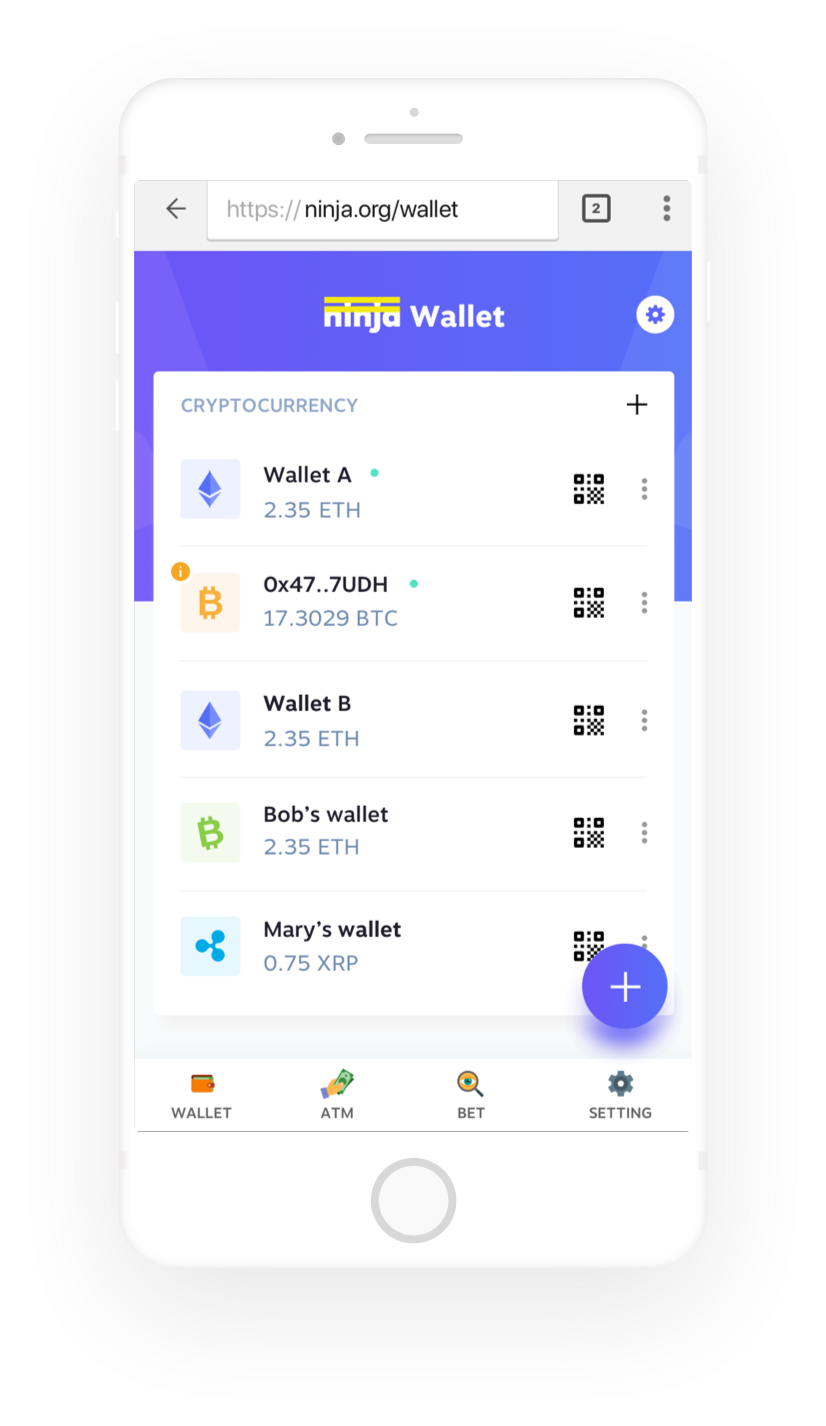 https:// ninja.org/wallet
2
ninja Wallet
CRYPTOCURRENCY
Wallet A
2.35 ETH
0x47..7UDH
17.3029 BTC
Wallet B
2.35 ETH
Bob’s wallet
2.35 ETH
Mary’s wallet
0.75 XRP
WALLET ATM BET SETTING